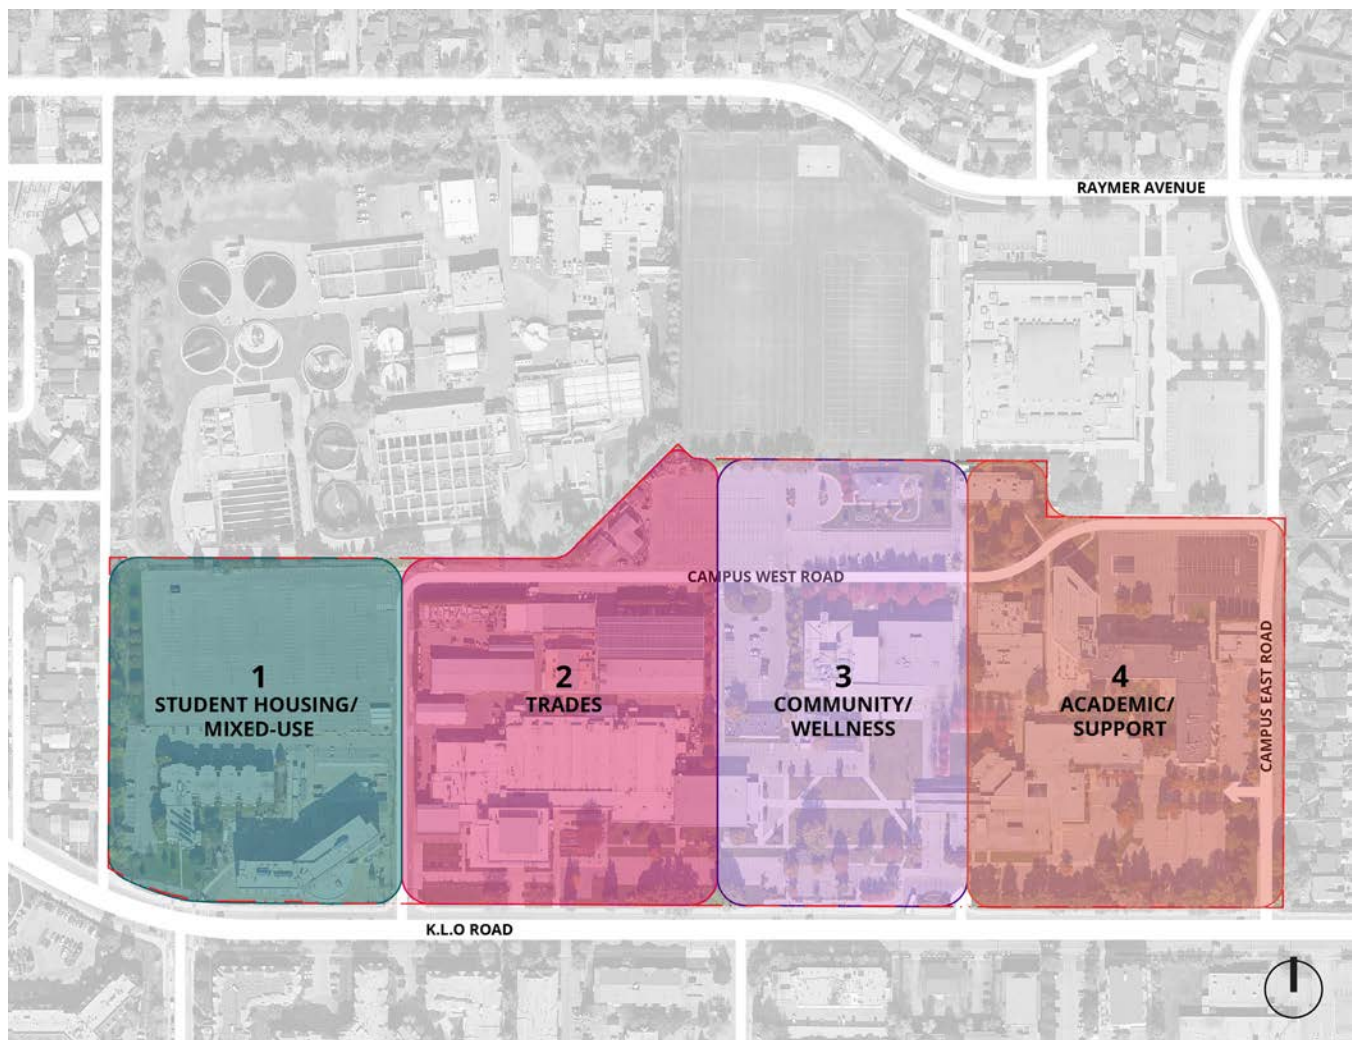 RAYMER AVENUE
CAMPUS WEST ROAD
1
STUDENT HOUSING/
MIXED-USE
2
TRADES
3
COMMUNITY/
WELLNESS
4
ACADEMIC/
SUPPORT
CAMPUS EAST ROAD
K.L.O ROAD